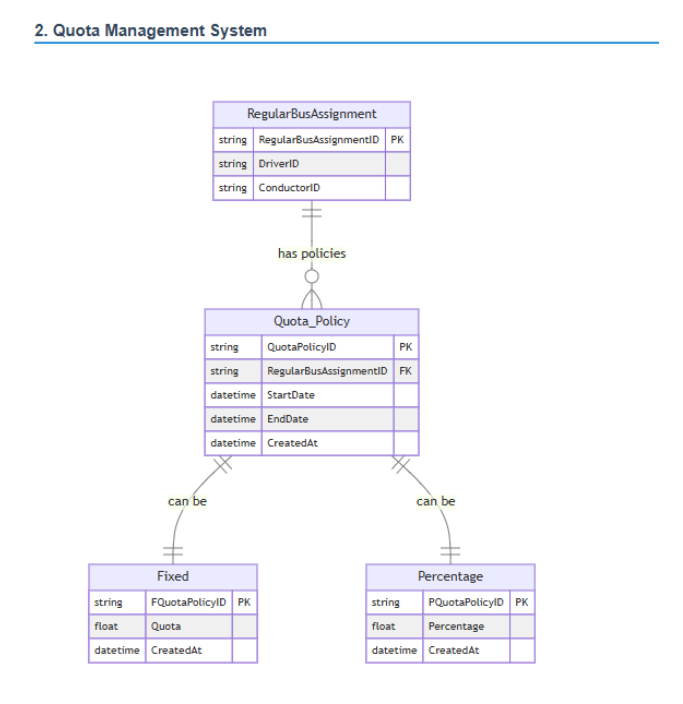 2. Quota Management System
RegularBusAssignment
string RegularBusAssignmentID PK
string DriverID
string ConductorID
has policies
Quota_Policy
string QuotaPolicyID PK
string RegularBusAssignmentID FK
datetime StartDate
datetime EndDate
datetime CreatedAt
can be can be
Fixed Percentage
string FQuotaPolicyID PK string PQuotaPolicyID PK
float Quota float Percentage
datetime CreatedAt datetime CreatedAt